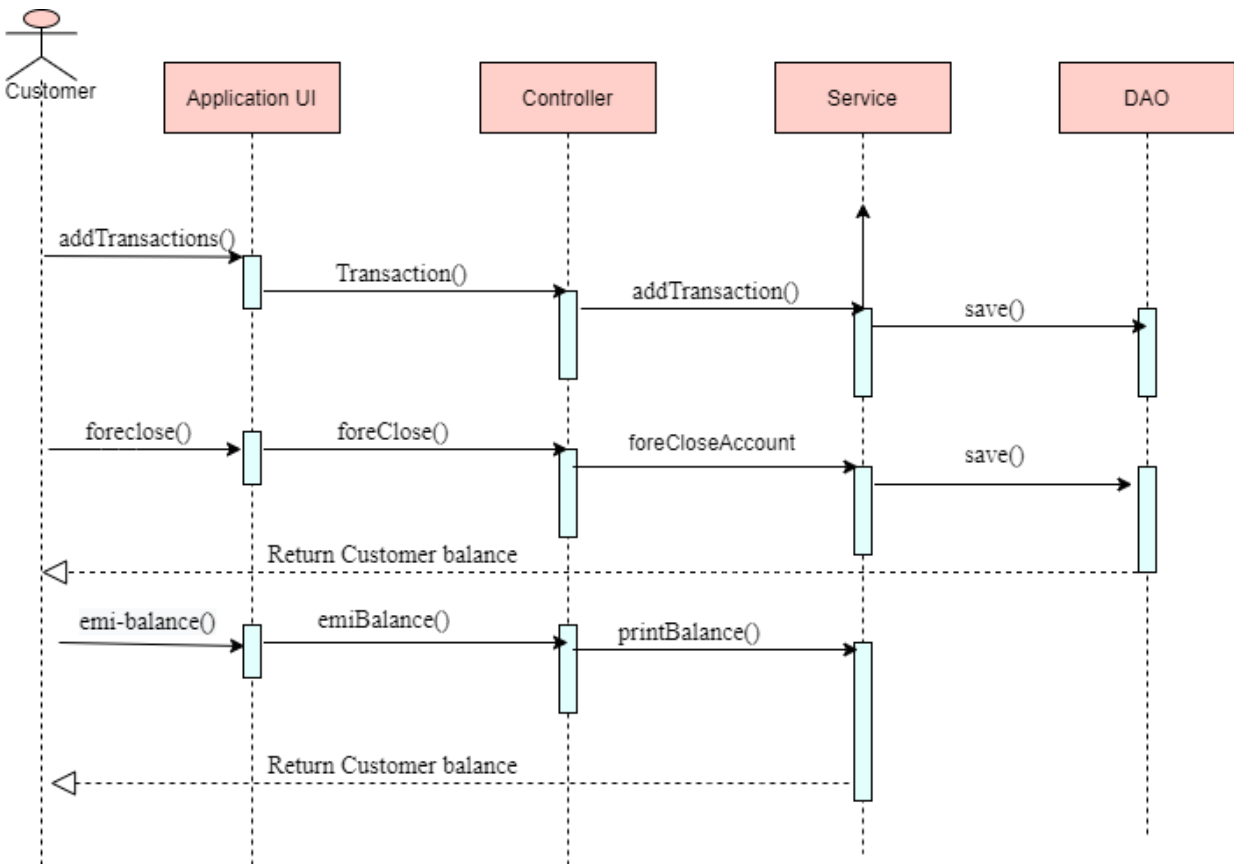 Customer
Application UI
Controller
Service
DAO
addTransactions()
Transaction()
addTransaction()
save()
foreclose()
foreClose()
foreCloseAccount
save()
Return Customer balance
emi-balance()
emiBalance()
printBalance()
Return Customer balance